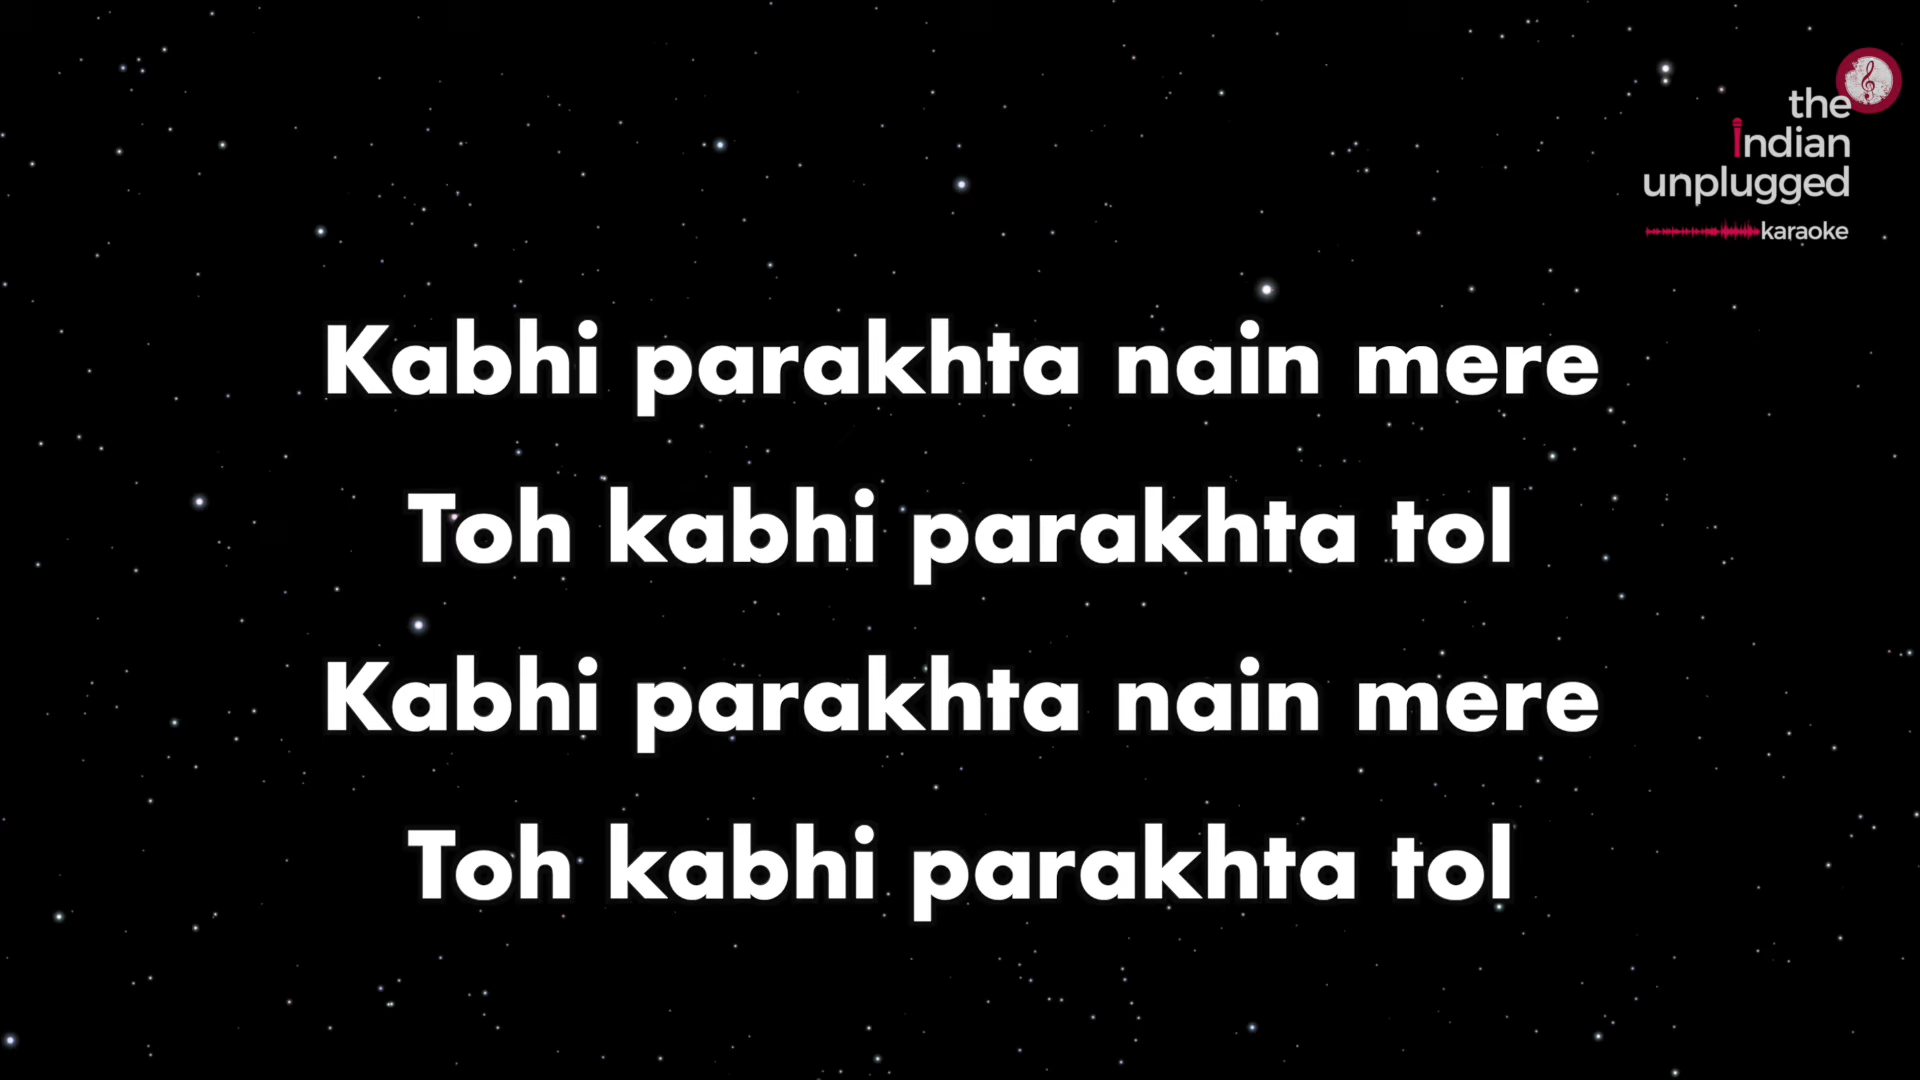 the
indian
unplugged
karaoke
Kabhi parakhta nain mere
Toh kabhi parakhta tol
Kabhi parakhta nain mere
Toh kabhi parakhta tol